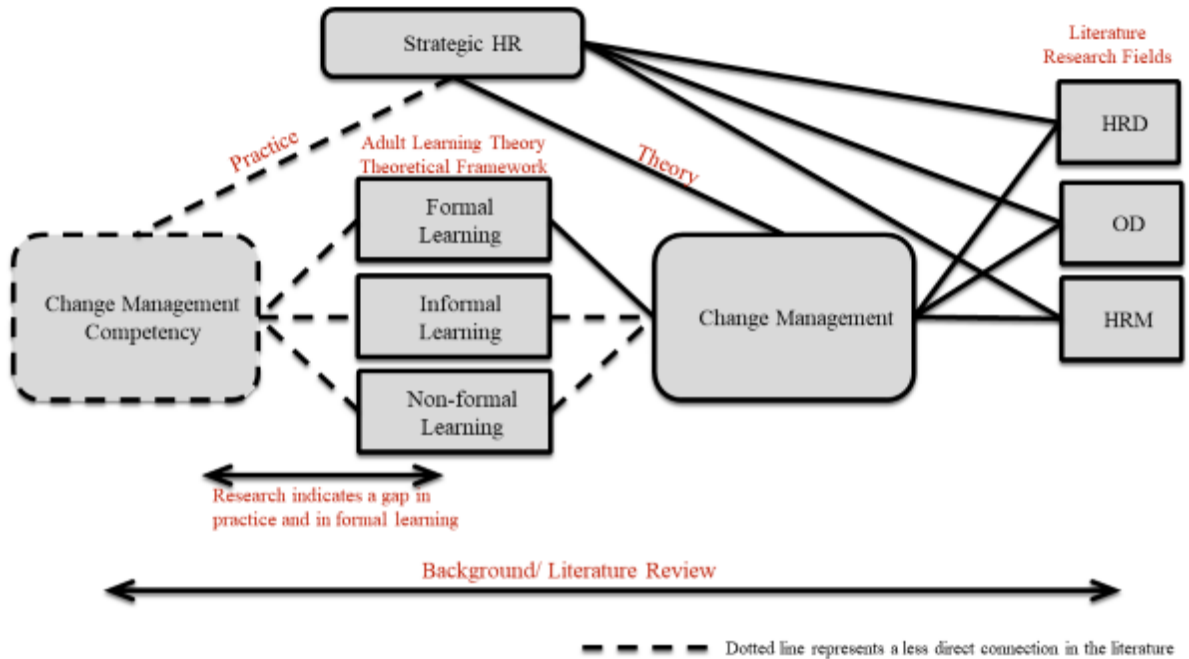 Strategic HR
Literature
Research Fields
HRD
OD
HRM
Practice
Theory
Adult Learning Theory
Theoretical Framework
Formal
Learning
Informal
Learning
Non-formal
Learning
Change Management
Competency
Change Management
Research indicates a gap in
practice and in formal learning
Background/ Literature Review
Dotted line represents a less direct connection in the literature